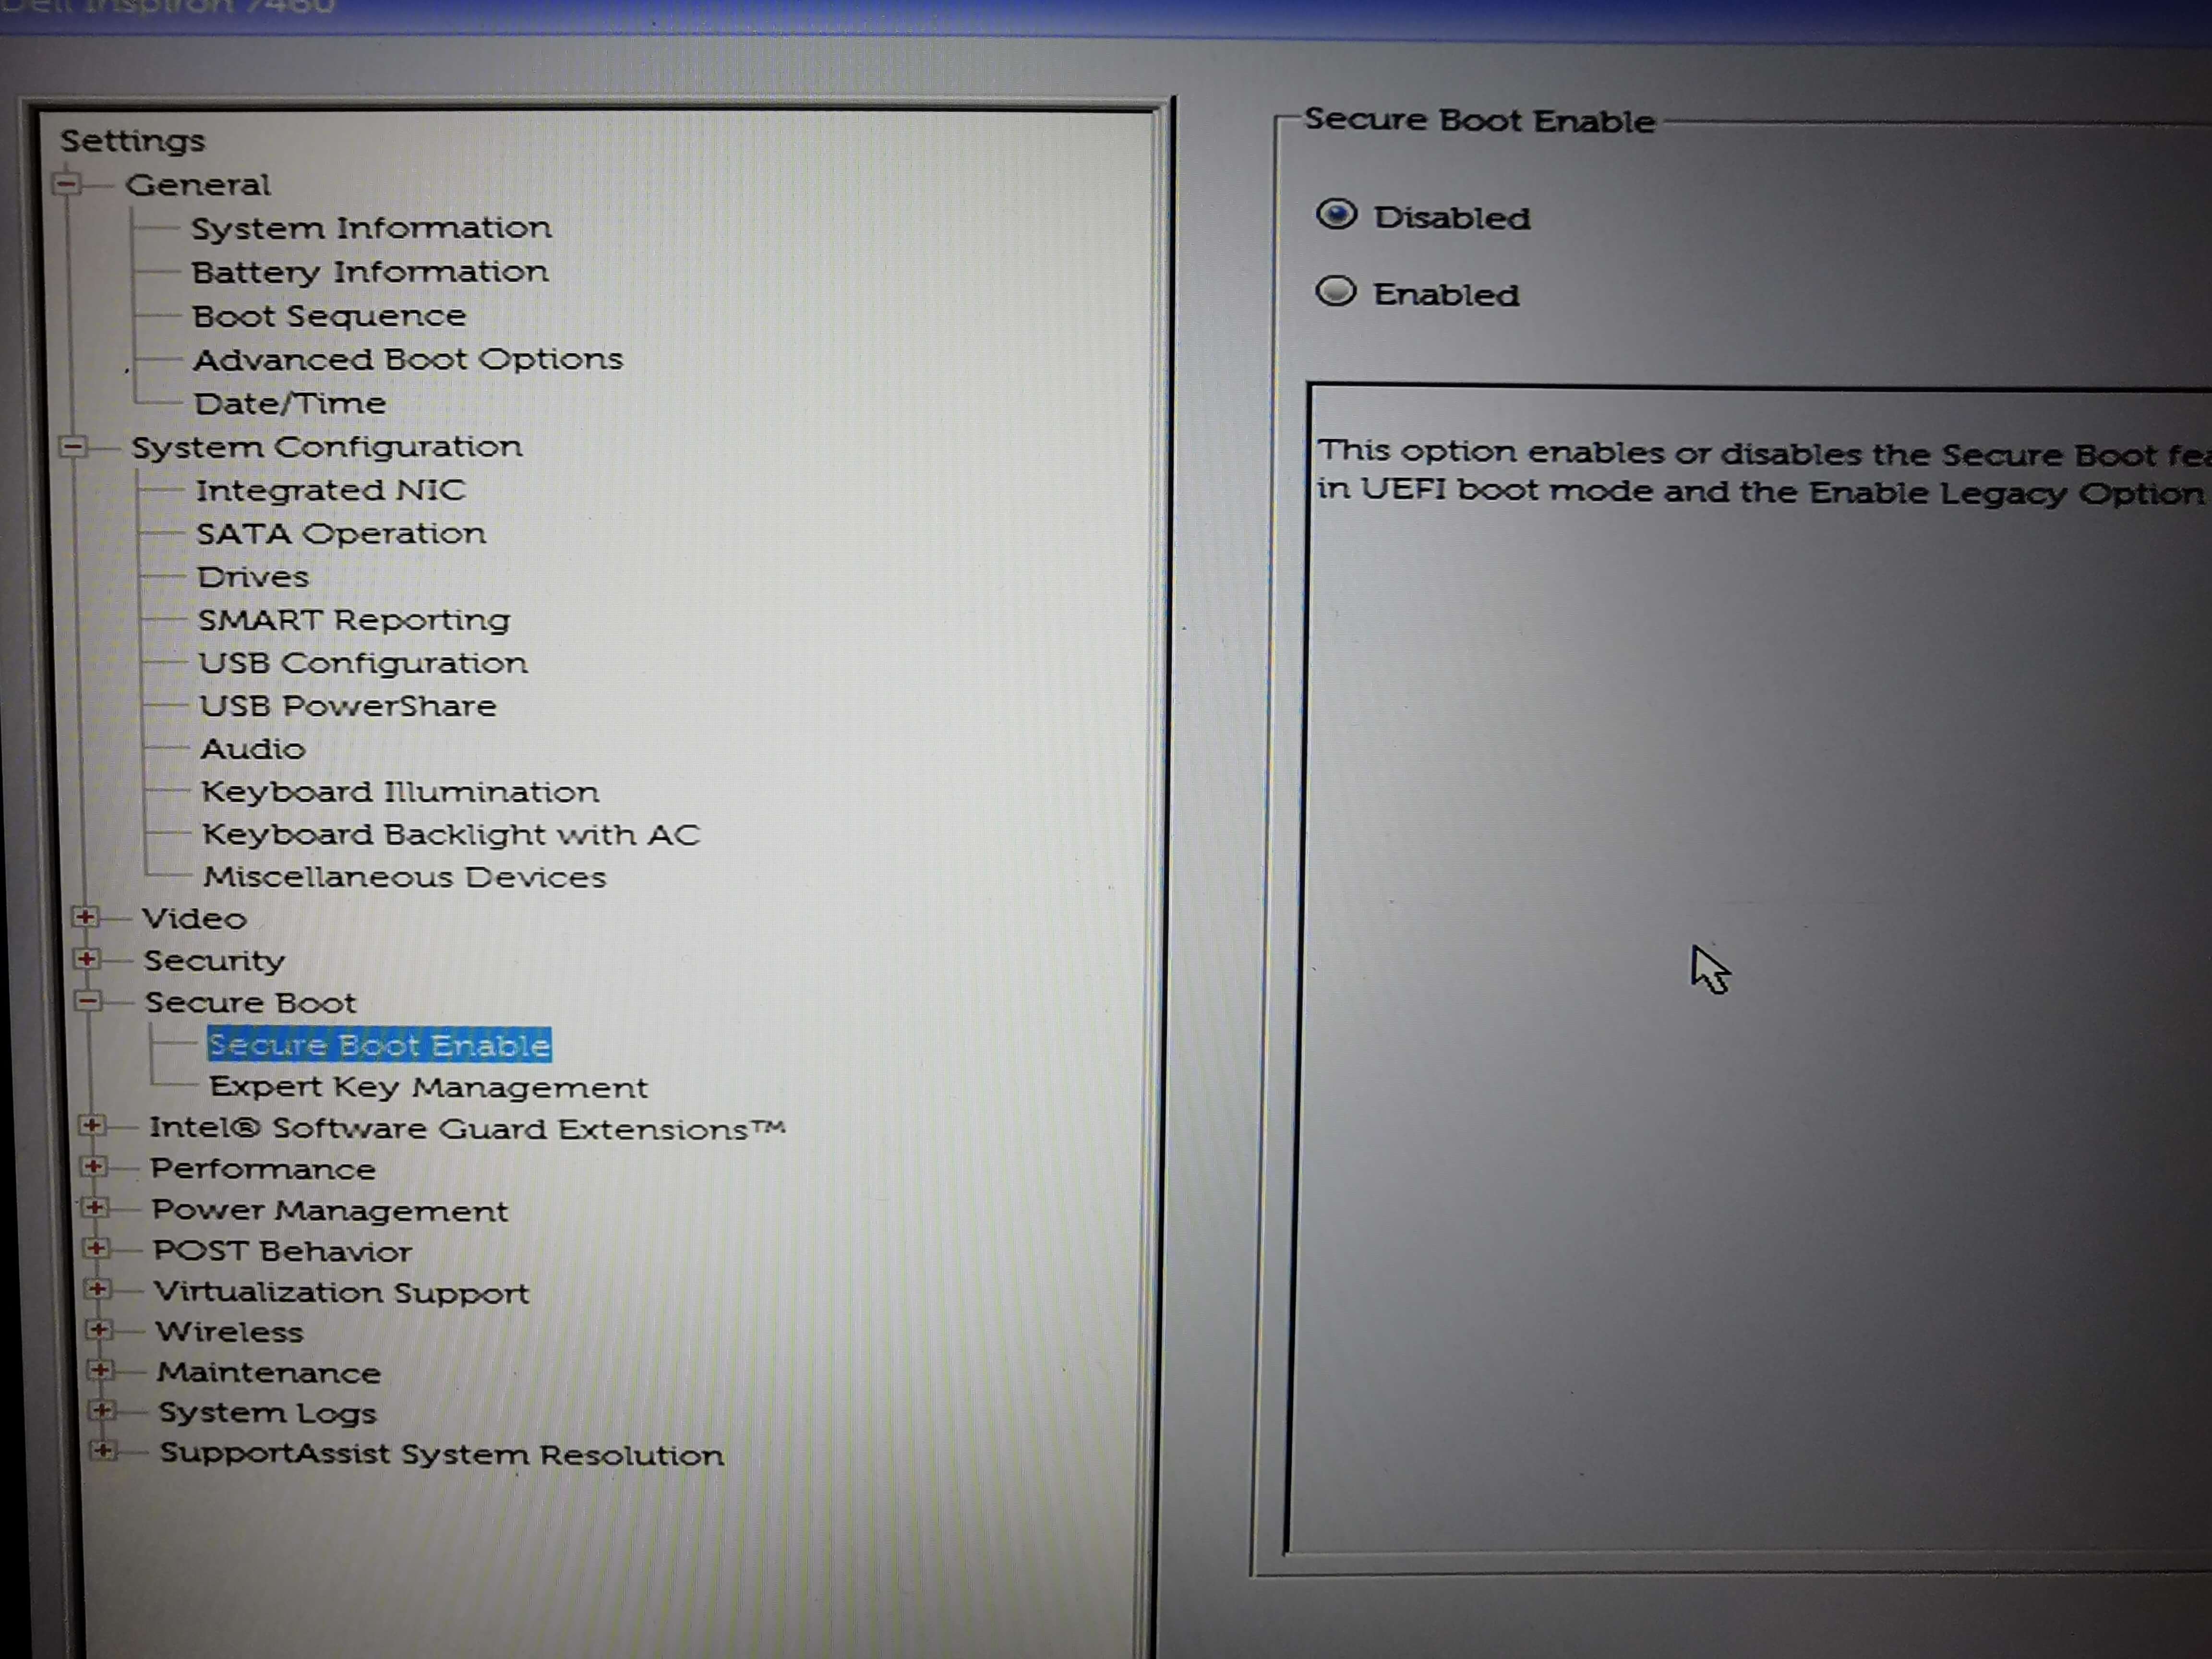 Dell Inspiron 7460
Settings
General
System Information
Battery Information
Boot Sequence
Advanced Boot Options
Date/Time
System Configuration
Integrated NIC
SATA Operation
Drives
SMART Reporting
USB Configuration
USB PowerShare
Audio
Keyboard Illumination
Keyboard Backlight with AC
Miscellaneous Devices
Video
Security
Secure Boot
Secure Boot Enable
Expert Key Management
Intel® Software Guard Extensions™
Performance
Power Management
POST Behavior
Virtualization Support
Wireless
Maintenance
System Logs
SupportAssist System Resolution
Secure Boot Enable
Disabled
Enabled
This option enables or disables the Secure Boot
in UEFI boot mode and the Enable Legacy Option